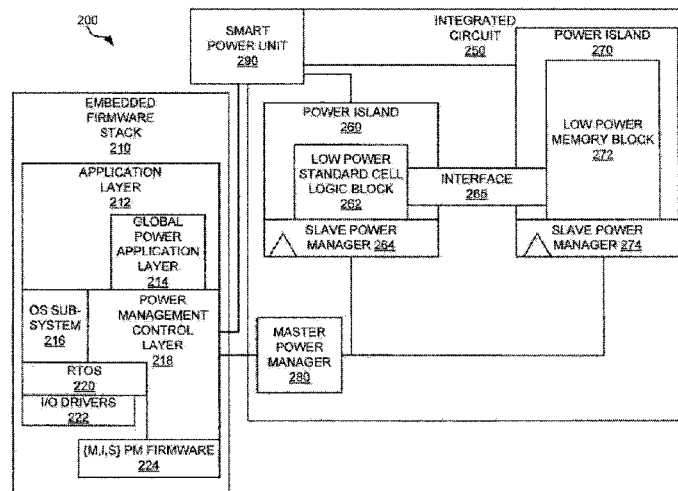 200
SMART
POWER UNIT
290
INTEGRATED
CIRCUIT
250
POWER ISLAND
270
LOW POWER
MEMORY BLOCK
272
EMBEDDED
FIRMWARE
STACK
210
POWER ISLAND
260
LOW POWER
STANDARD CELL
LOGIC BLOCK
262
INTERFACE
265
APPLICATION
LAYER
212
GLOBAL
POWER
APPLICATION
LAYER
214
SLAVE POWER
MANAGER 264
SLAVE POWER
MANAGER 274
OS SUB-
SYSTEM
216
POWER
MANAGEMENT
CONTROL
LAYER
218
MASTER
POWER
MANAGER
280
RTOS
220
I/O DRIVERS
222
{M,I,S} PM FIRMWARE
224